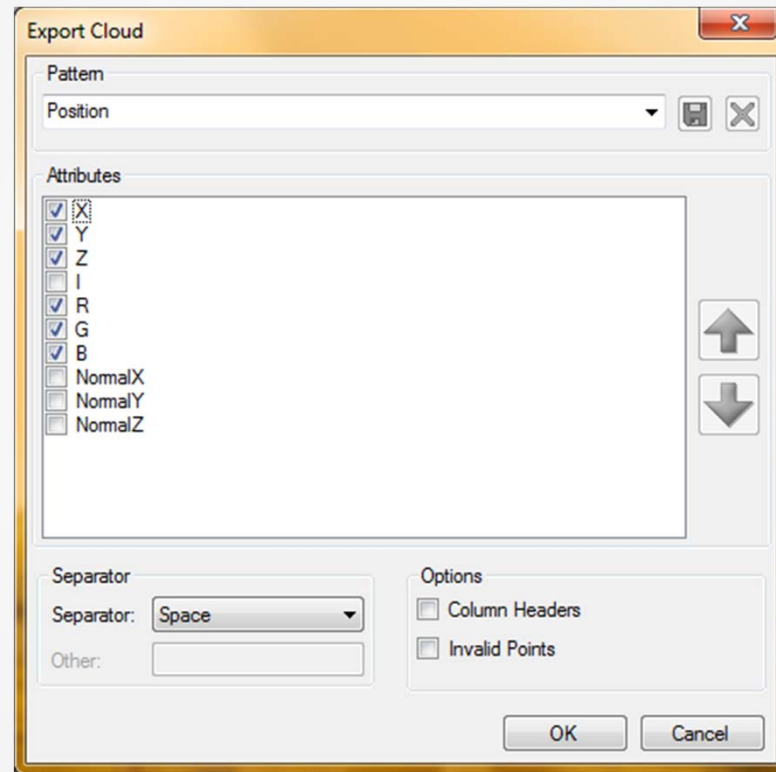 Export Cloud
Pattern
Position
Attributes
X
Y
Z
I
R
G
B
NormalX
NormalY
NormalZ
Separator
Separator: Space
Other:
Options
Column Headers
Invalid Points
OK Cancel